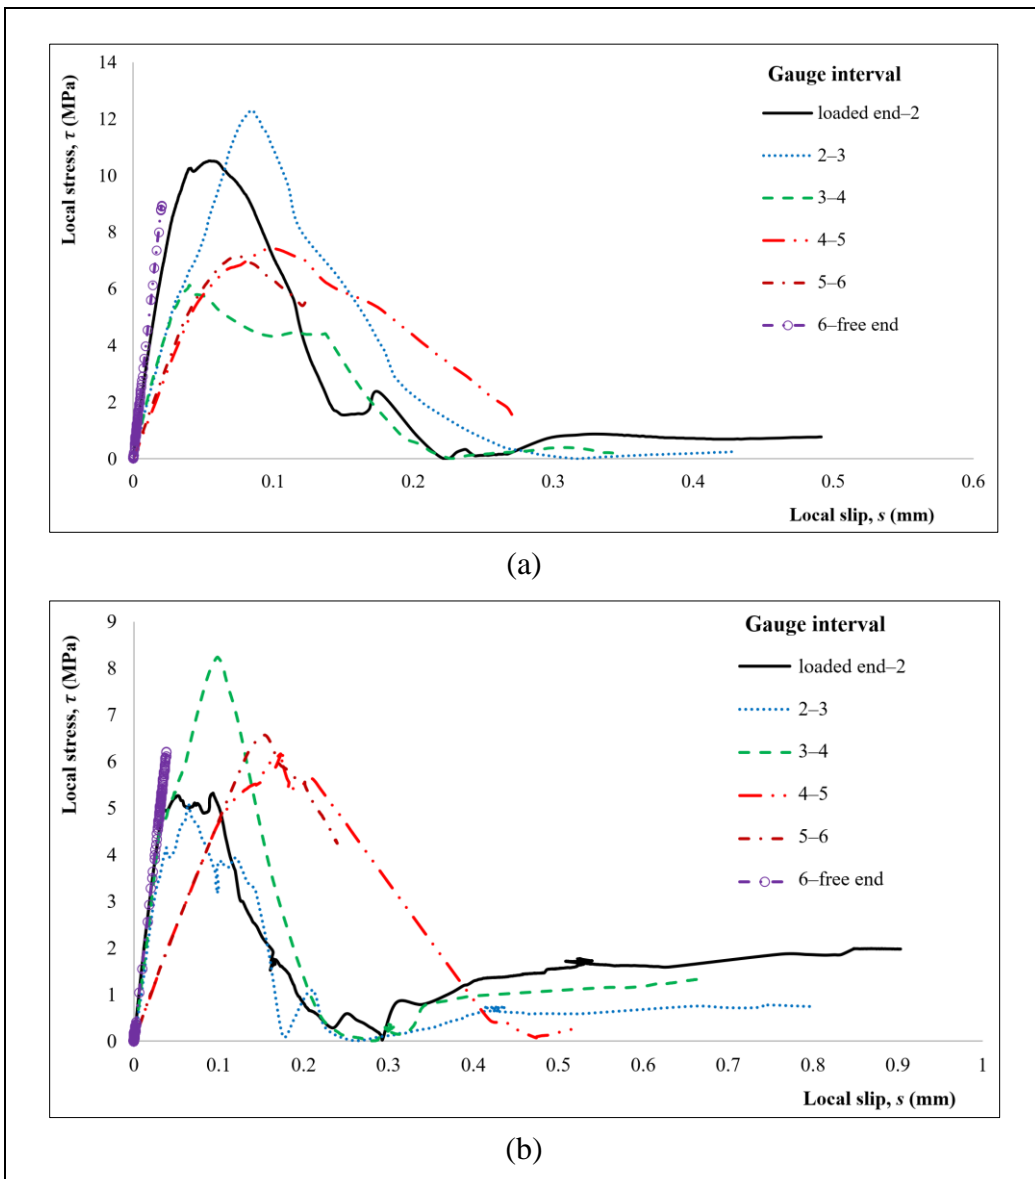 14
12
10
8
6
4
2
0
Local stress, τ (MPa)
0 0.1 0.2 0.3 0.4 0.5 0.6
Local slip, s (mm)
Gauge interval
loaded end–2
2–3
3–4
4–5
5–6
6–free end
(a)
9
8
7
6
5
4
3
2
1
0
Local stress, τ (MPa)
0 0.1 0.2 0.3 0.4 0.5 0.6 0.7 0.8 0.9 1
Local slip, s (mm)
Gauge interval
loaded end–2
2–3
3–4
4–5
5–6
6–free end
(b)